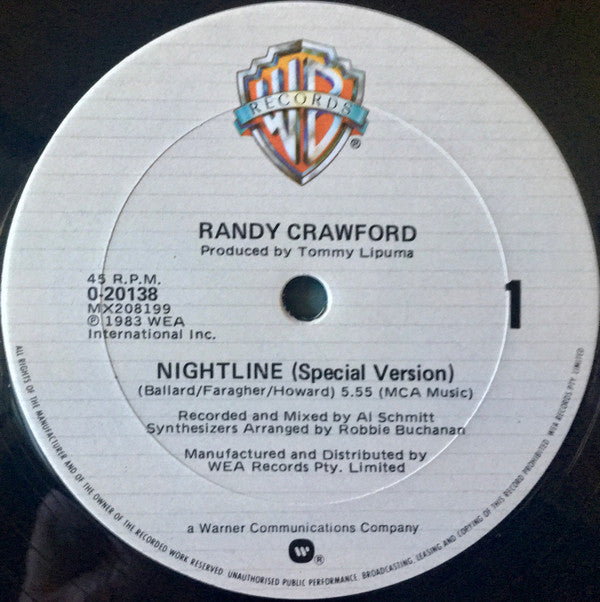 WB
RECORDS
®
RANDY CRAWFORD
Produced by Tommy Lipuma
45 R.P.M.
0-20138
MX208199
℗ 1983 WEA
International Inc.
1
NIGHTLINE (Special Version)
(Ballard/Faragher/Howard) 5.55 (MCA Music)
Recorded and Mixed by Al Schmitt
Synthesizers Arranged by Robbie Buchanan
Manufactured and Distributed by
WEA Records Pty. Limited
a Warner Communications Company
W®
ALL RIGHTS OF THE MANUFACTURER AND OF THE OWNER OF THE RECORDED WORK RESERVED. UNAUTHORISED PUBLIC PERFORMANCE, BROADCASTING, LEASING AND COPYING OF THIS RECORD PROHIBITED WEA RECORDS PTY. LIMITED